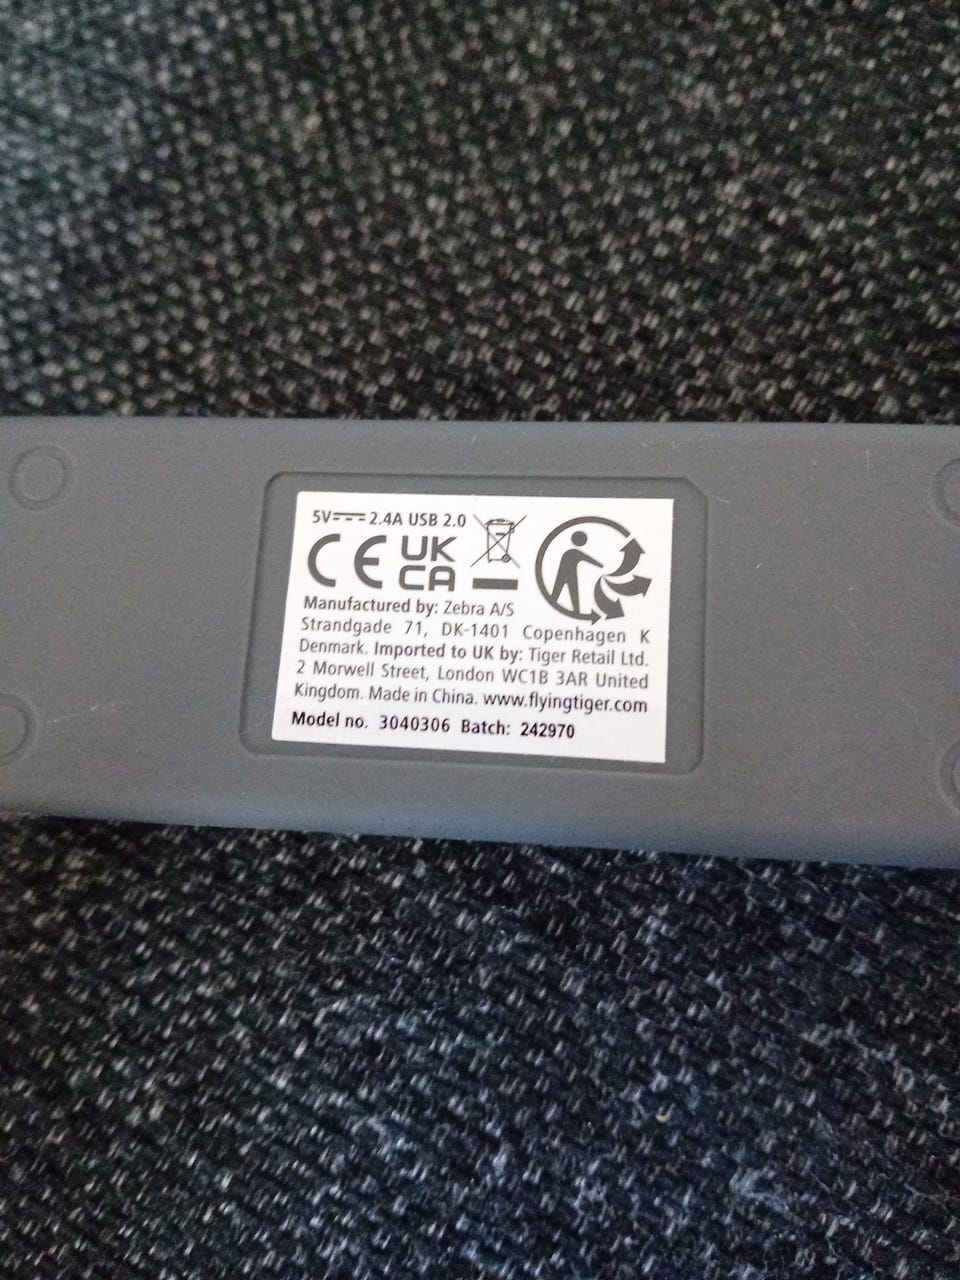 5V⎓2.4A USB 2.0
CE UK
CA
Manufactured by: Zebra A/S
Strandgade 71, DK-1401 Copenhagen K
Denmark. Imported to UK by: Tiger Retail Ltd.
2 Morwell Street, London WC1B 3AR United
Kingdom. Made in China. www.flyingtiger.com
Model no. 3040306 Batch: 242970